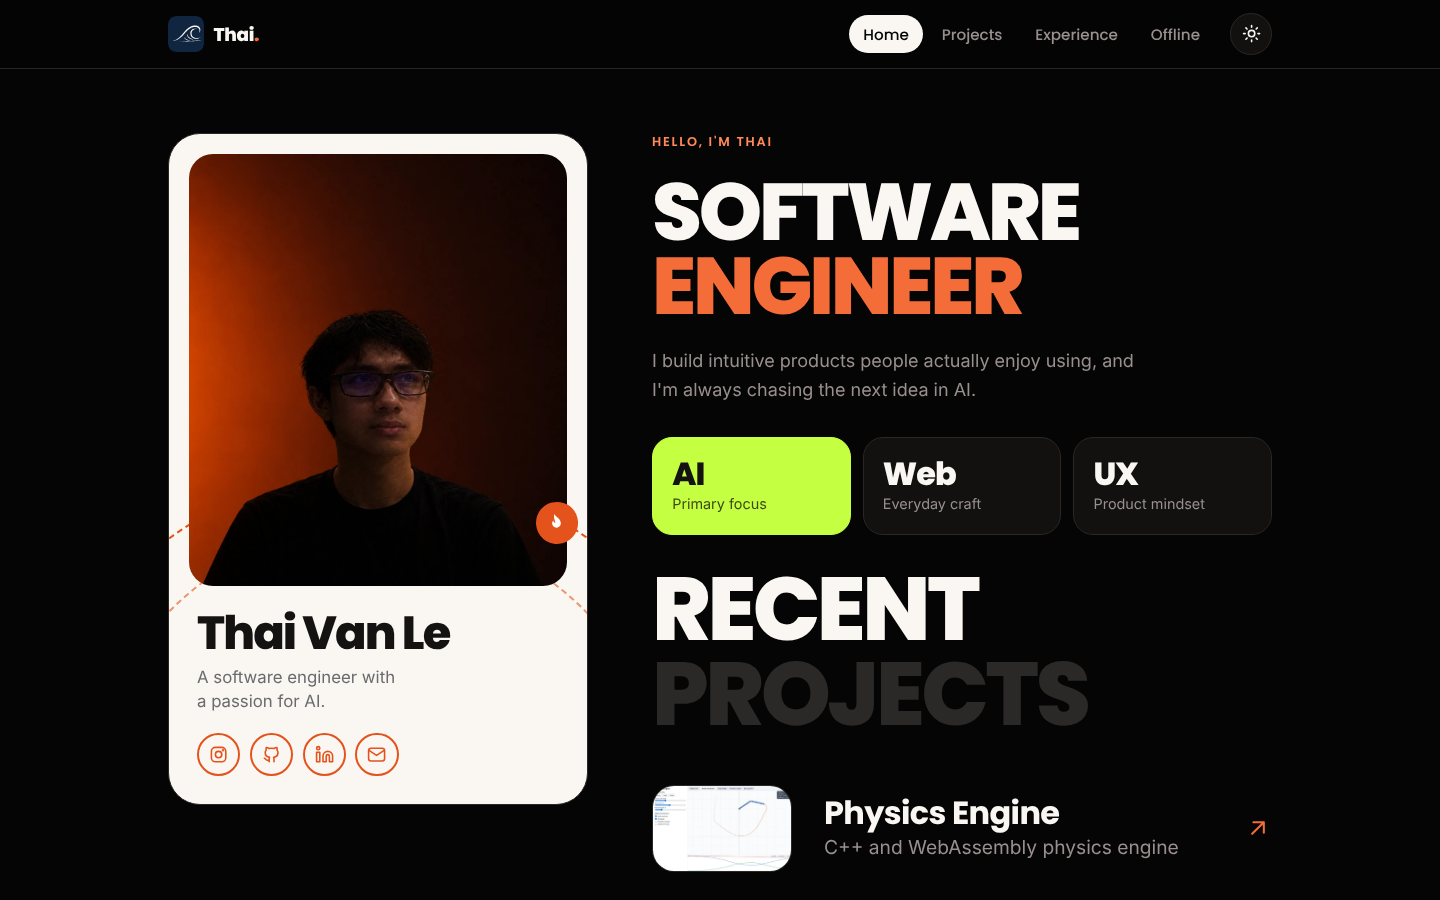 Thai.
Home
Projects
Experience
Offline
HELLO, I'M THAI
SOFTWARE
ENGINEER
I build intuitive products people actually enjoy using, and
I'm always chasing the next idea in AI.
AI
Primary focus
Web
Everyday craft
UX
Product mindset
Thai Van Le
A software engineer with
a passion for AI.
RECENT
PROJECTS
Physics Engine
C++ and WebAssembly physics engine